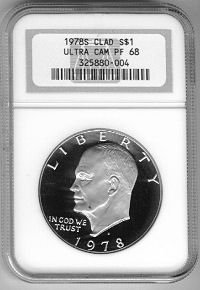 1978S CLAD S$1
ULTRA CAM PF 68
325880-004
LIBERTY
IN GOD WE
TRUST
1978